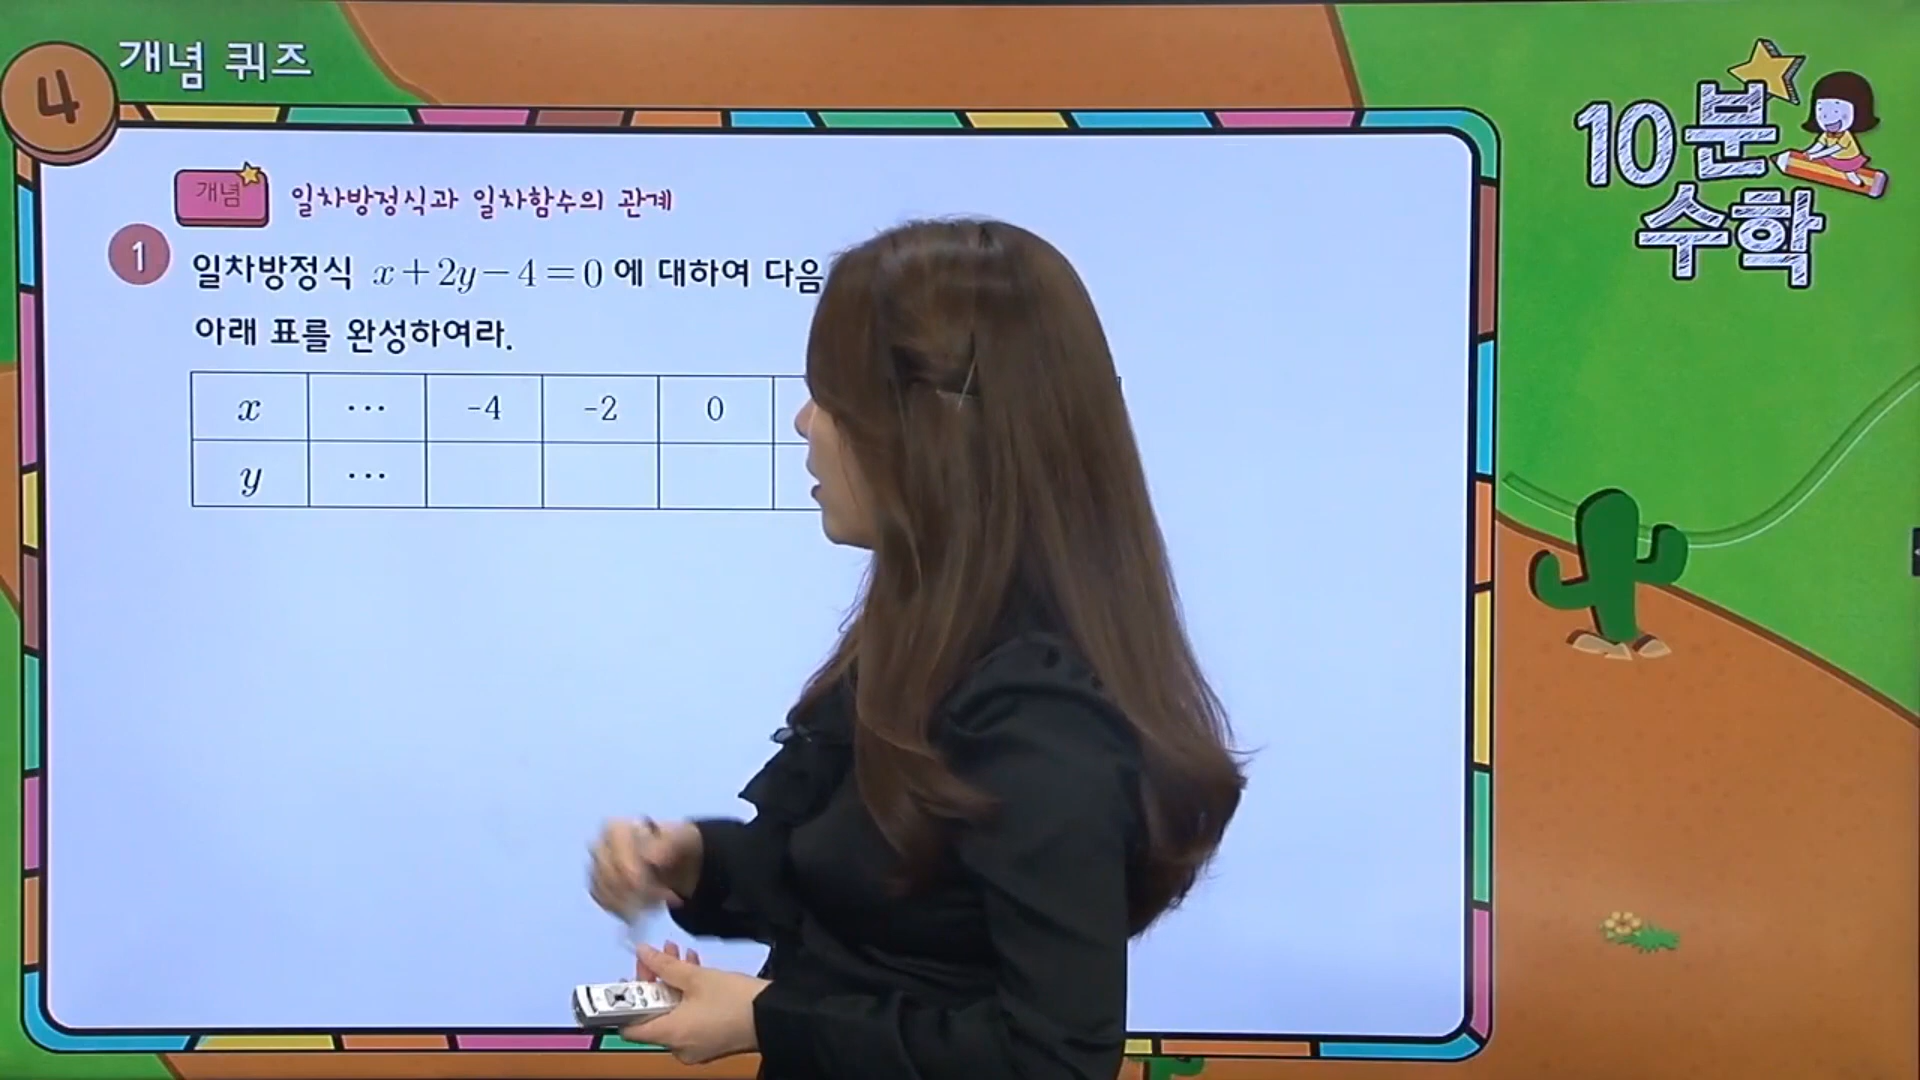 4 개념 퀴즈
10분
수학
개념 일차방정식과 일차함수의 관계
1 일차방정식 x+2y-4=0에 대하여 다음
아래 표를 완성하여라.
x ... -4 -2 0
y ...